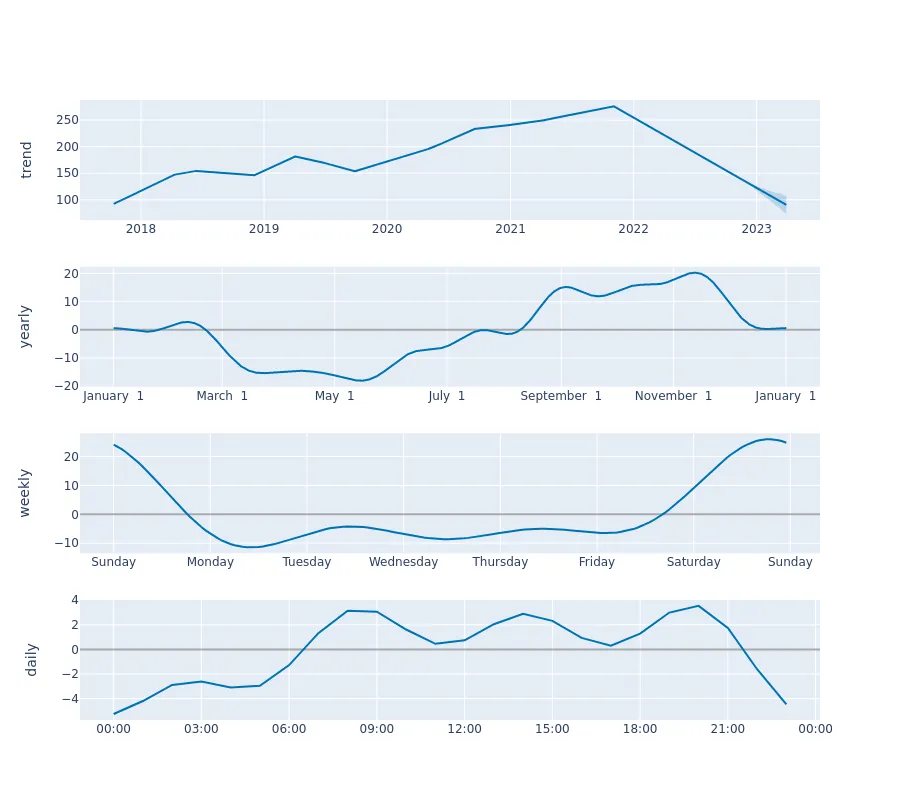 trend
250
200
150
100
2018 2019 2020 2021 2022 2023
yearly
20
10
0
−10
−20
January 1 March 1 May 1 July 1 September 1 November 1 January 1
weekly
20
10
0
−10
Sunday Monday Tuesday Wednesday Thursday Friday Saturday Sunday
daily
4
2
0
−2
−4
00:00 03:00 06:00 09:00 12:00 15:00 18:00 21:00 00:00